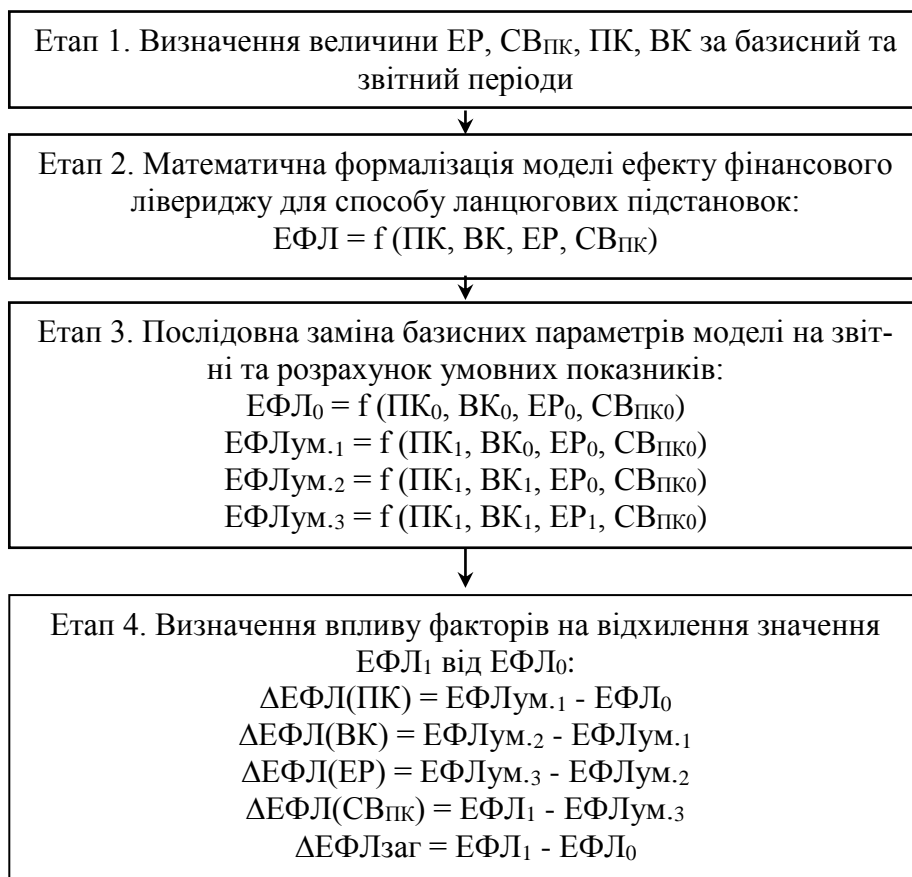 Етап 1. Визначення величини ЕР, СВПК, ПК, ВК за базисний та
звітний періоди
Етап 2. Математична формалізація моделі ефекту фінансового
лівериджу для способу ланцюгових підстановок:
ЕФЛ = f (ПК, ВК, ЕР, СВПК)
Етап 3. Послідовна заміна базисних параметрів моделі на звіт-
ні та розрахунок умовних показників:
ЕФЛ0 = f (ПК0, ВК0, ЕР0, СВПК0)
ЕФЛум.1 = f (ПК1, ВК0, ЕР0, СВПК0)
ЕФЛум.2 = f (ПК1, ВК1, ЕР0, СВПК0)
ЕФЛум.3 = f (ПК1, ВК1, ЕР1, СВПК0)
Етап 4. Визначення впливу факторів на відхилення значення
ЕФЛ1 від ЕФЛ0:
ΔЕФЛ(ПК) = ЕФЛум.1 - ЕФЛ0
ΔЕФЛ(ВК) = ЕФЛум.2 - ЕФЛум.1
ΔЕФЛ(ЕР) = ЕФЛум.3 - ЕФЛум.2
ΔЕФЛ(СВПК) = ЕФЛ1 - ЕФЛум.3
ΔЕФЛзаг = ЕФЛ1 - ЕФЛ0